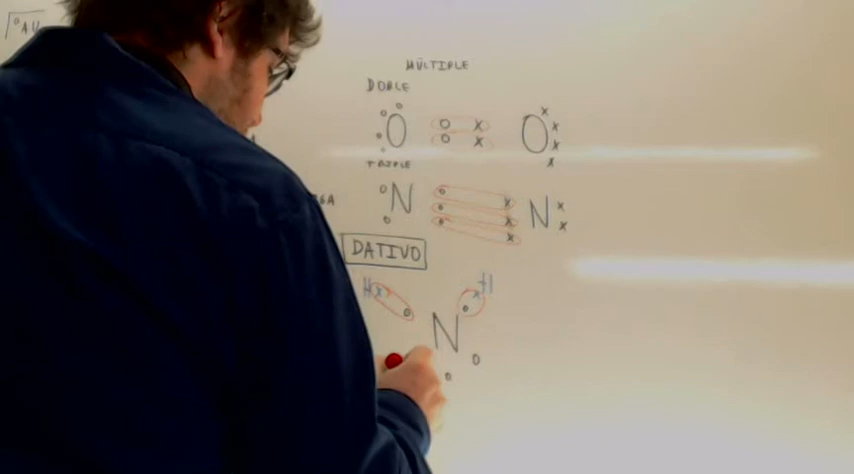 MÚLTIPLE
DOBLE
O O O x x O x x x x
TRIPLE
N x x x N x x
DATIVO
H x H
N